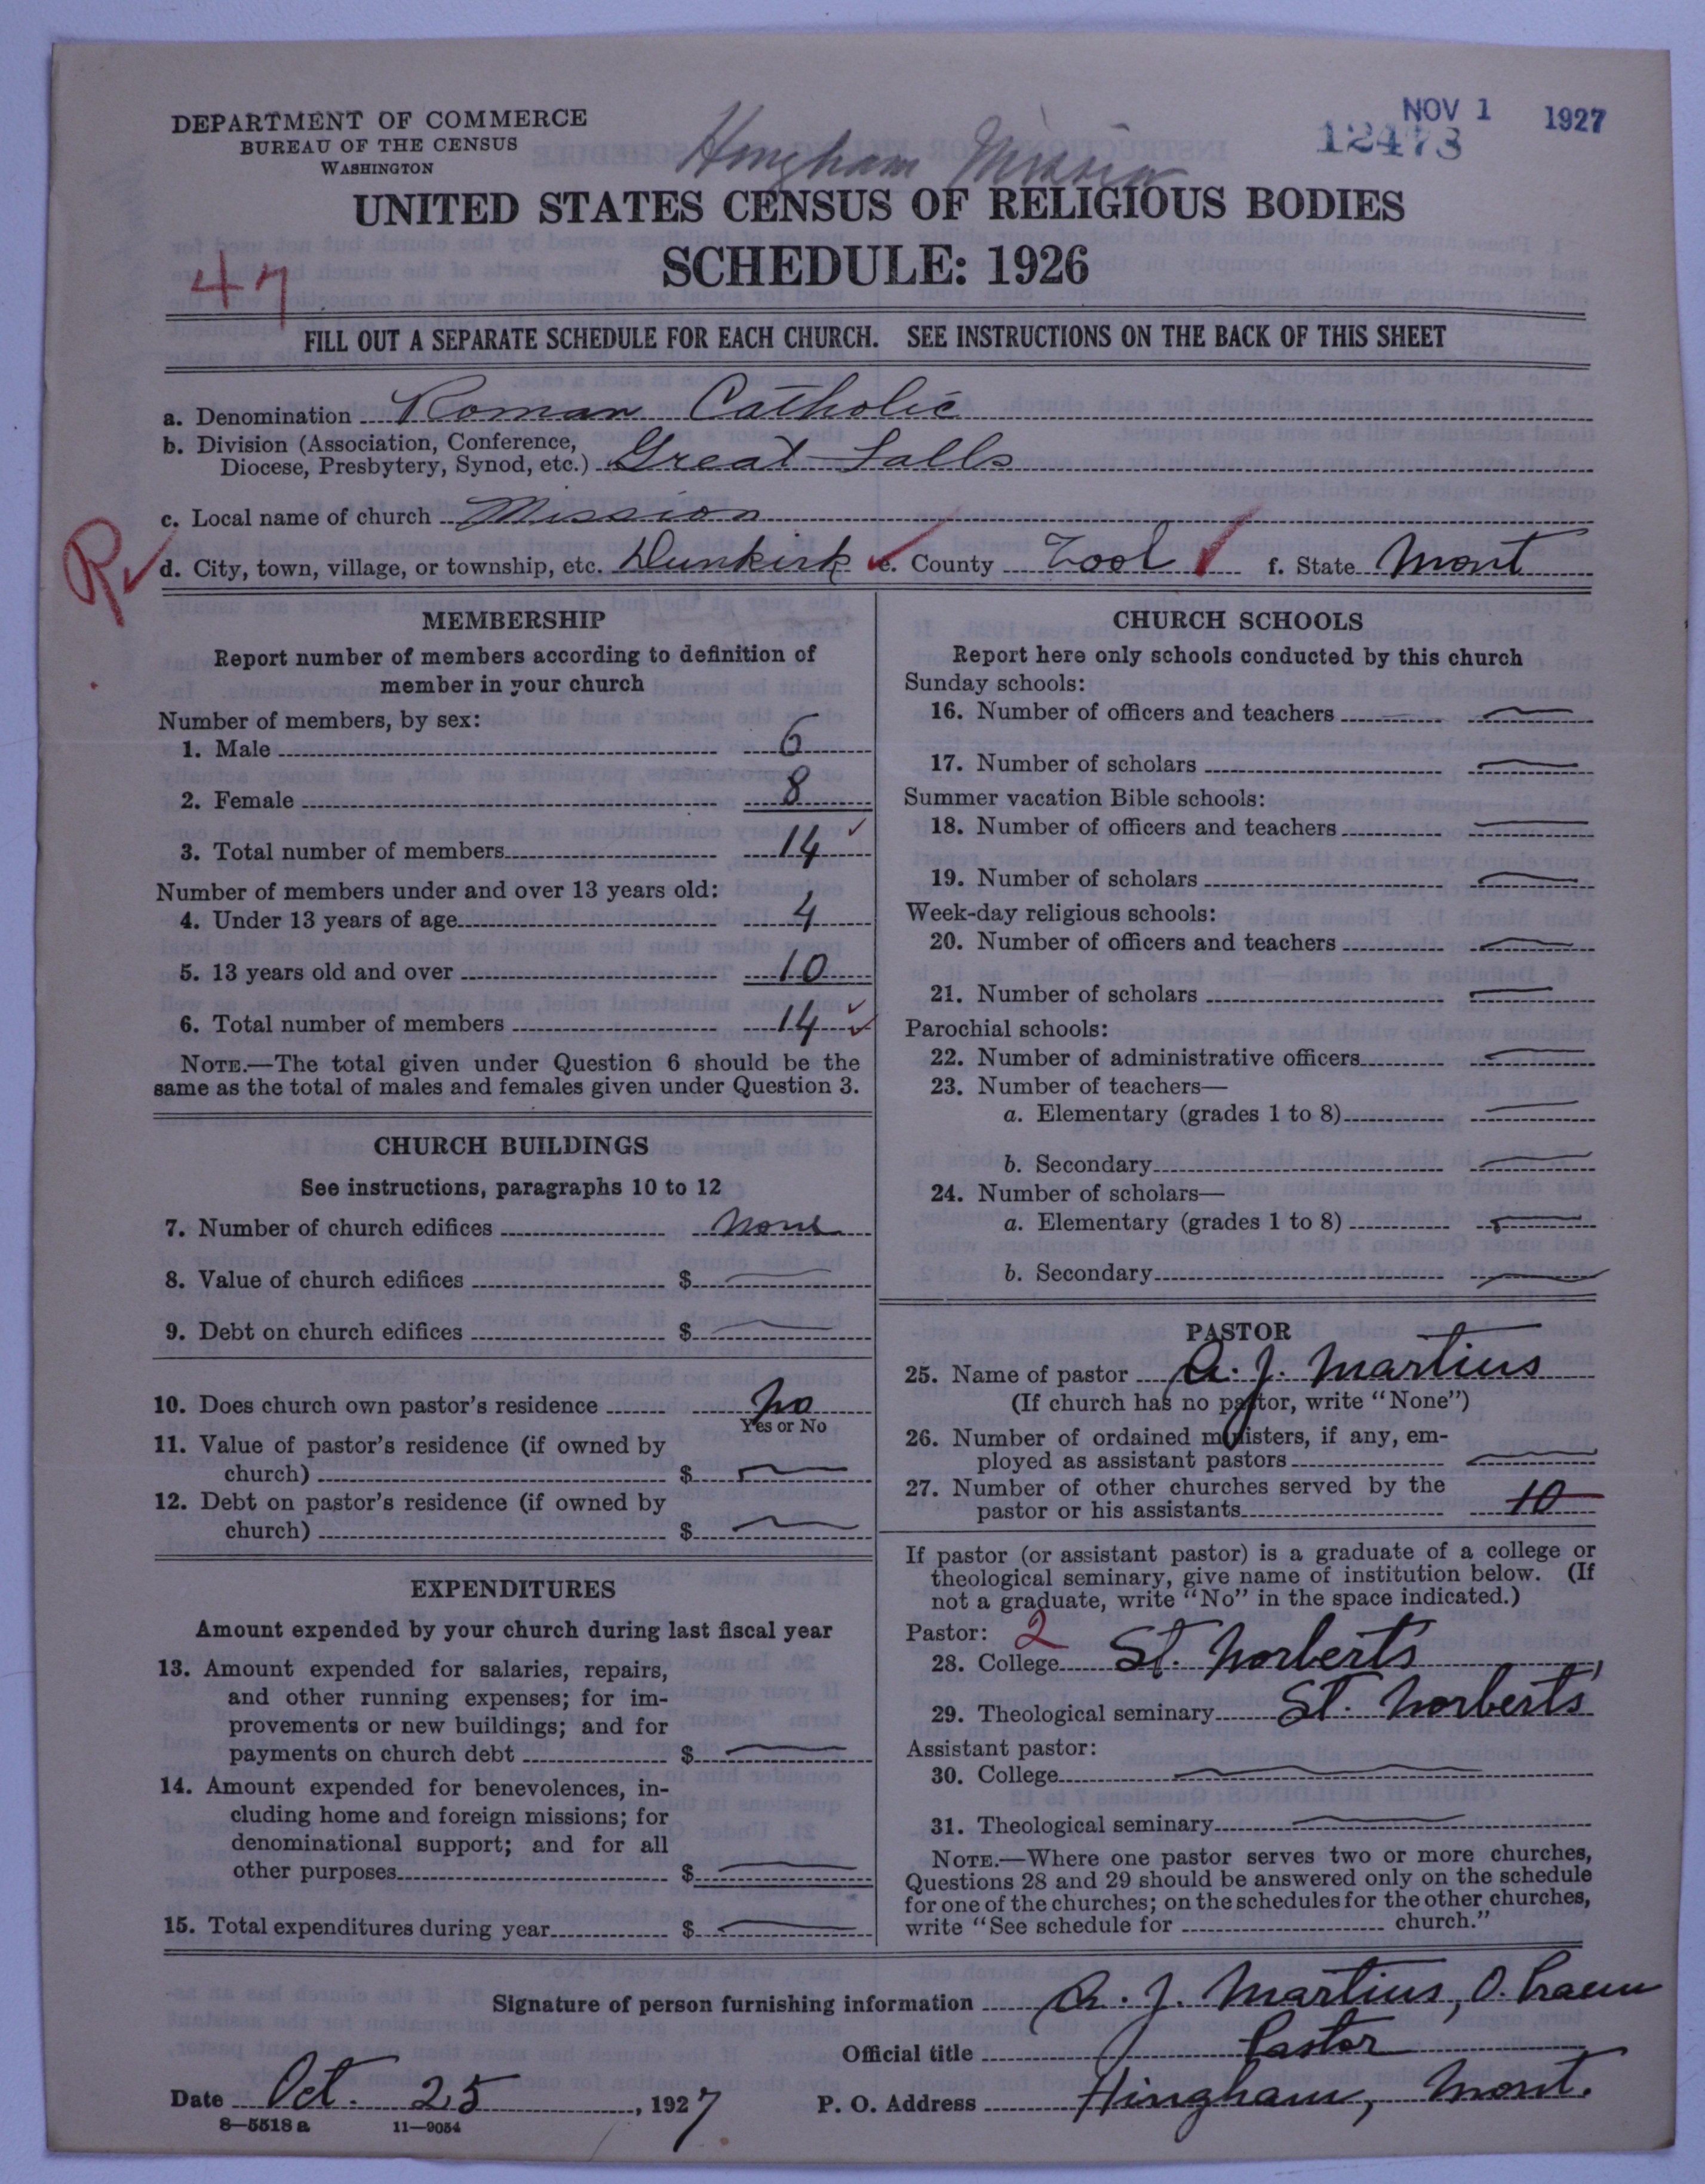 DEPARTMENT OF COMMERCE
BUREAU OF THE CENSUS
WASHINGTON
Hingham Mission
NOV 1 1927
12473
UNITED STATES CENSUS OF RELIGIOUS BODIES
SCHEDULE: 1926
47
FILL OUT A SEPARATE SCHEDULE FOR EACH CHURCH. SEE INSTRUCTIONS ON THE BACK OF THIS SHEET
a. Denomination Roman Catholic
b. Division (Association, Conference,
Diocese, Presbytery, Synod, etc.) Great Falls
c. Local name of church Mission
R
d. City, town, village, or township, etc. Dunkirk e. County Tool f. State Mont
MEMBERSHIP
Report number of members according to definition of
member in your church
Number of members, by sex:
1. Male 6
2. Female 8
3. Total number of members 14
Number of members under and over 13 years old:
4. Under 13 years of age 4
5. 13 years old and over 10
6. Total number of members 14
NOTE.—The total given under Question 6 should be the
same as the total of males and females given under Question 3.
CHURCH BUILDINGS
See instructions, paragraphs 10 to 12
7. Number of church edifices none
8. Value of church edifices $
9. Debt on church edifices $
10. Does church own pastor's residence no
Yes or No
11. Value of pastor's residence (if owned by
church) $
12. Debt on pastor's residence (if owned by
church) $
EXPENDITURES
Amount expended by your church during last fiscal year
13. Amount expended for salaries, repairs,
and other running expenses; for im-
provements or new buildings; and for
payments on church debt $
14. Amount expended for benevolences, in-
cluding home and foreign missions; for
denominational support; and for all
other purposes $
15. Total expenditures during year $
CHURCH SCHOOLS
Report here only schools conducted by this church
Sunday schools:
16. Number of officers and teachers
17. Number of scholars
Summer vacation Bible schools:
18. Number of officers and teachers
19. Number of scholars
Week-day religious schools:
20. Number of officers and teachers
21. Number of scholars
Parochial schools:
22. Number of administrative officers
23. Number of teachers—
a. Elementary (grades 1 to 8)
b. Secondary
24. Number of scholars—
a. Elementary (grades 1 to 8)
b. Secondary
PASTOR
25. Name of pastor A. J. Martius
(If church has no pastor, write "None")
26. Number of ordained ministers, if any, em-
ployed as assistant pastors
27. Number of other churches served by the
pastor or his assistants 10
If pastor (or assistant pastor) is a graduate of a college or
theological seminary, give name of institution below. (If
not a graduate, write "No" in the space indicated.)
Pastor: 2
28. College St. Norbert's
29. Theological seminary St. Norberts'
Assistant pastor:
30. College
31. Theological seminary
NOTE.—Where one pastor serves two or more churches,
Questions 28 and 29 should be answered only on the schedule
for one of the churches; on the schedules for the other churches,
write "See schedule for church."
Signature of person furnishing information A. J. Martius, O. Praem
Official title Pastor
Date Oct. 25, 1927 P. O. Address Hingham, Mont.
8—5518 a 11—9054